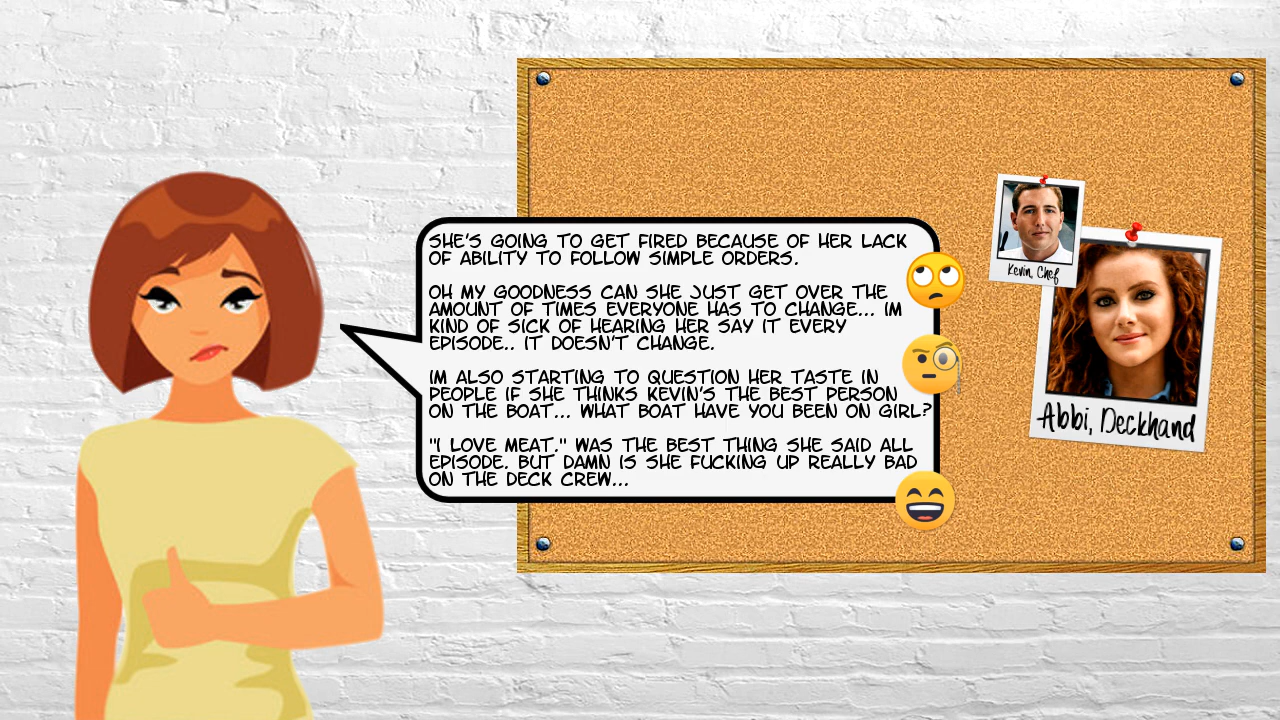 SHE'S GOING TO GET FIRED BECAUSE OF HER LACK
OF ABILITY TO FOLLOW SIMPLE ORDERS.
OH MY GOODNESS CAN SHE JUST GET OVER THE
AMOUNT OF TIMES EVERYONE HAS TO CHANGE... IM
KIND OF SICK OF HEARING HER SAY IT EVERY
EPISODE.. IT DOESN'T CHANGE.
IM ALSO STARTING TO QUESTION HER TASTE IN
PEOPLE IF SHE THINKS KEVIN'S THE BEST PERSON
ON THE BOAT... WHAT BOAT HAVE YOU BEEN ON GIRL?
"I LOVE MEAT." WAS THE BEST THING SHE SAID ALL
EPISODE. BUT DAMN IS SHE FUCKING UP REALLY BAD
ON THE DECK CREW...
Kevin, Chef
Abbi, Deckhand